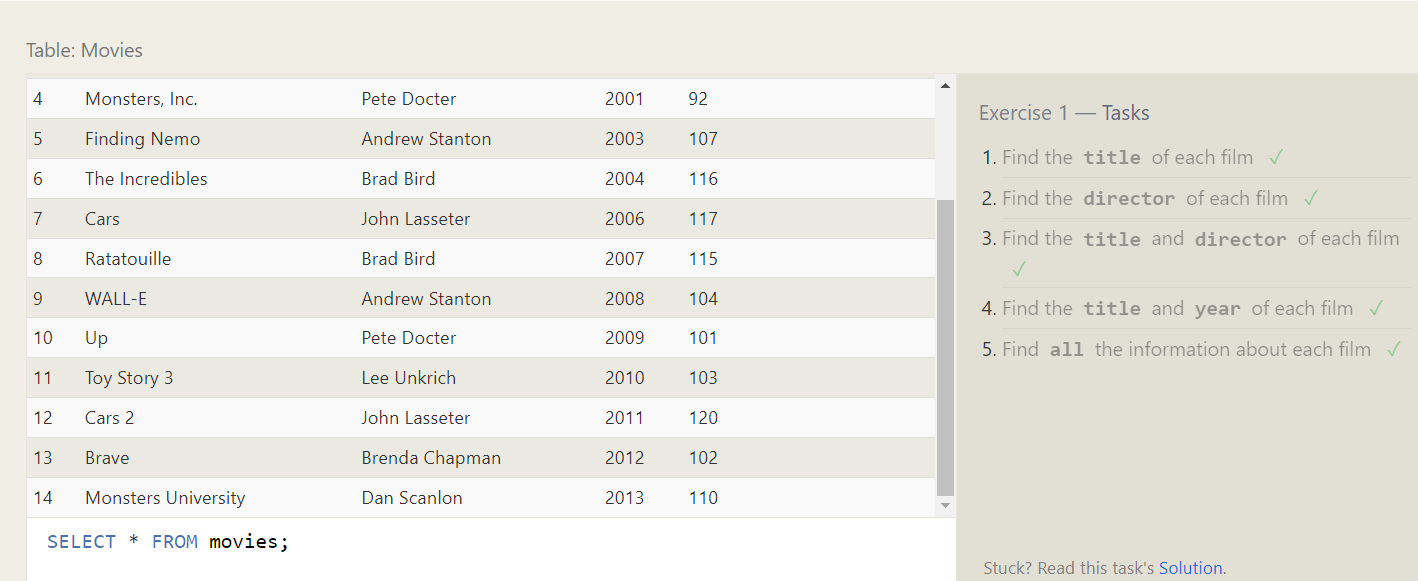 Table: Movies
4 Monsters, Inc. Pete Docter 2001 92
5 Finding Nemo Andrew Stanton 2003 107
6 The Incredibles Brad Bird 2004 116
7 Cars John Lasseter 2006 117
8 Ratatouille Brad Bird 2007 115
9 WALL-E Andrew Stanton 2008 104
10 Up Pete Docter 2009 101
11 Toy Story 3 Lee Unkrich 2010 103
12 Cars 2 John Lasseter 2011 120
13 Brave Brenda Chapman 2012 102
14 Monsters University Dan Scanlon 2013 110
SELECT * FROM movies;
Exercise 1 — Tasks
1. Find the title of each film ✓
2. Find the director of each film ✓
3. Find the title and director of each film
✓
4. Find the title and year of each film ✓
5. Find all the information about each film ✓
Stuck? Read this task's Solution.